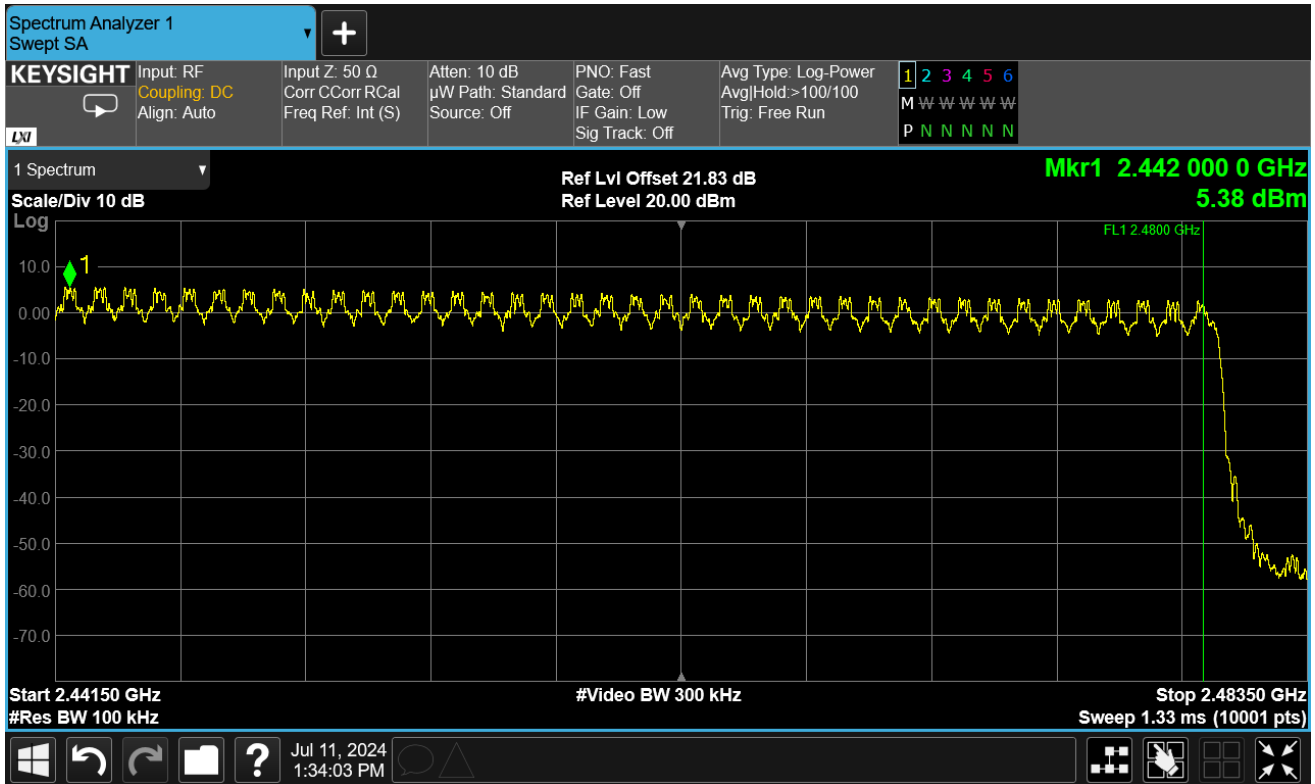 Spectrum Analyzer 1
Swept SA
▼
+
KEYSIGHT
LXI
Input: RF
Coupling: DC
Align: Auto
Input Z: 50 Ω
Corr CCorr RCal
Freq Ref: Int (S)
Atten: 10 dB
µW Path: Standard
Source: Off
PNO: Fast
Gate: Off
IF Gain: Low
Sig Track: Off
Avg Type: Log-Power
Avg|Hold:>100/100
Trig: Free Run
1 2 3 4 5 6
M W W W W W
P N N N N N
1 Spectrum ▼
Scale/Div 10 dB
Log
Ref Lvl Offset 21.83 dB
Ref Level 20.00 dBm
Mkr1 2.442 000 0 GHz
5.38 dBm
FL1 2.4800 GHz
1
10.0
0.00
-10.0
-20.0
-30.0
-40.0
-50.0
-60.0
-70.0
Start 2.44150 GHz
#Res BW 100 kHz
#Video BW 300 kHz
Stop 2.48350 GHz
Sweep 1.33 ms (10001 pts)
?
Jul 11, 2024
1:34:03 PM